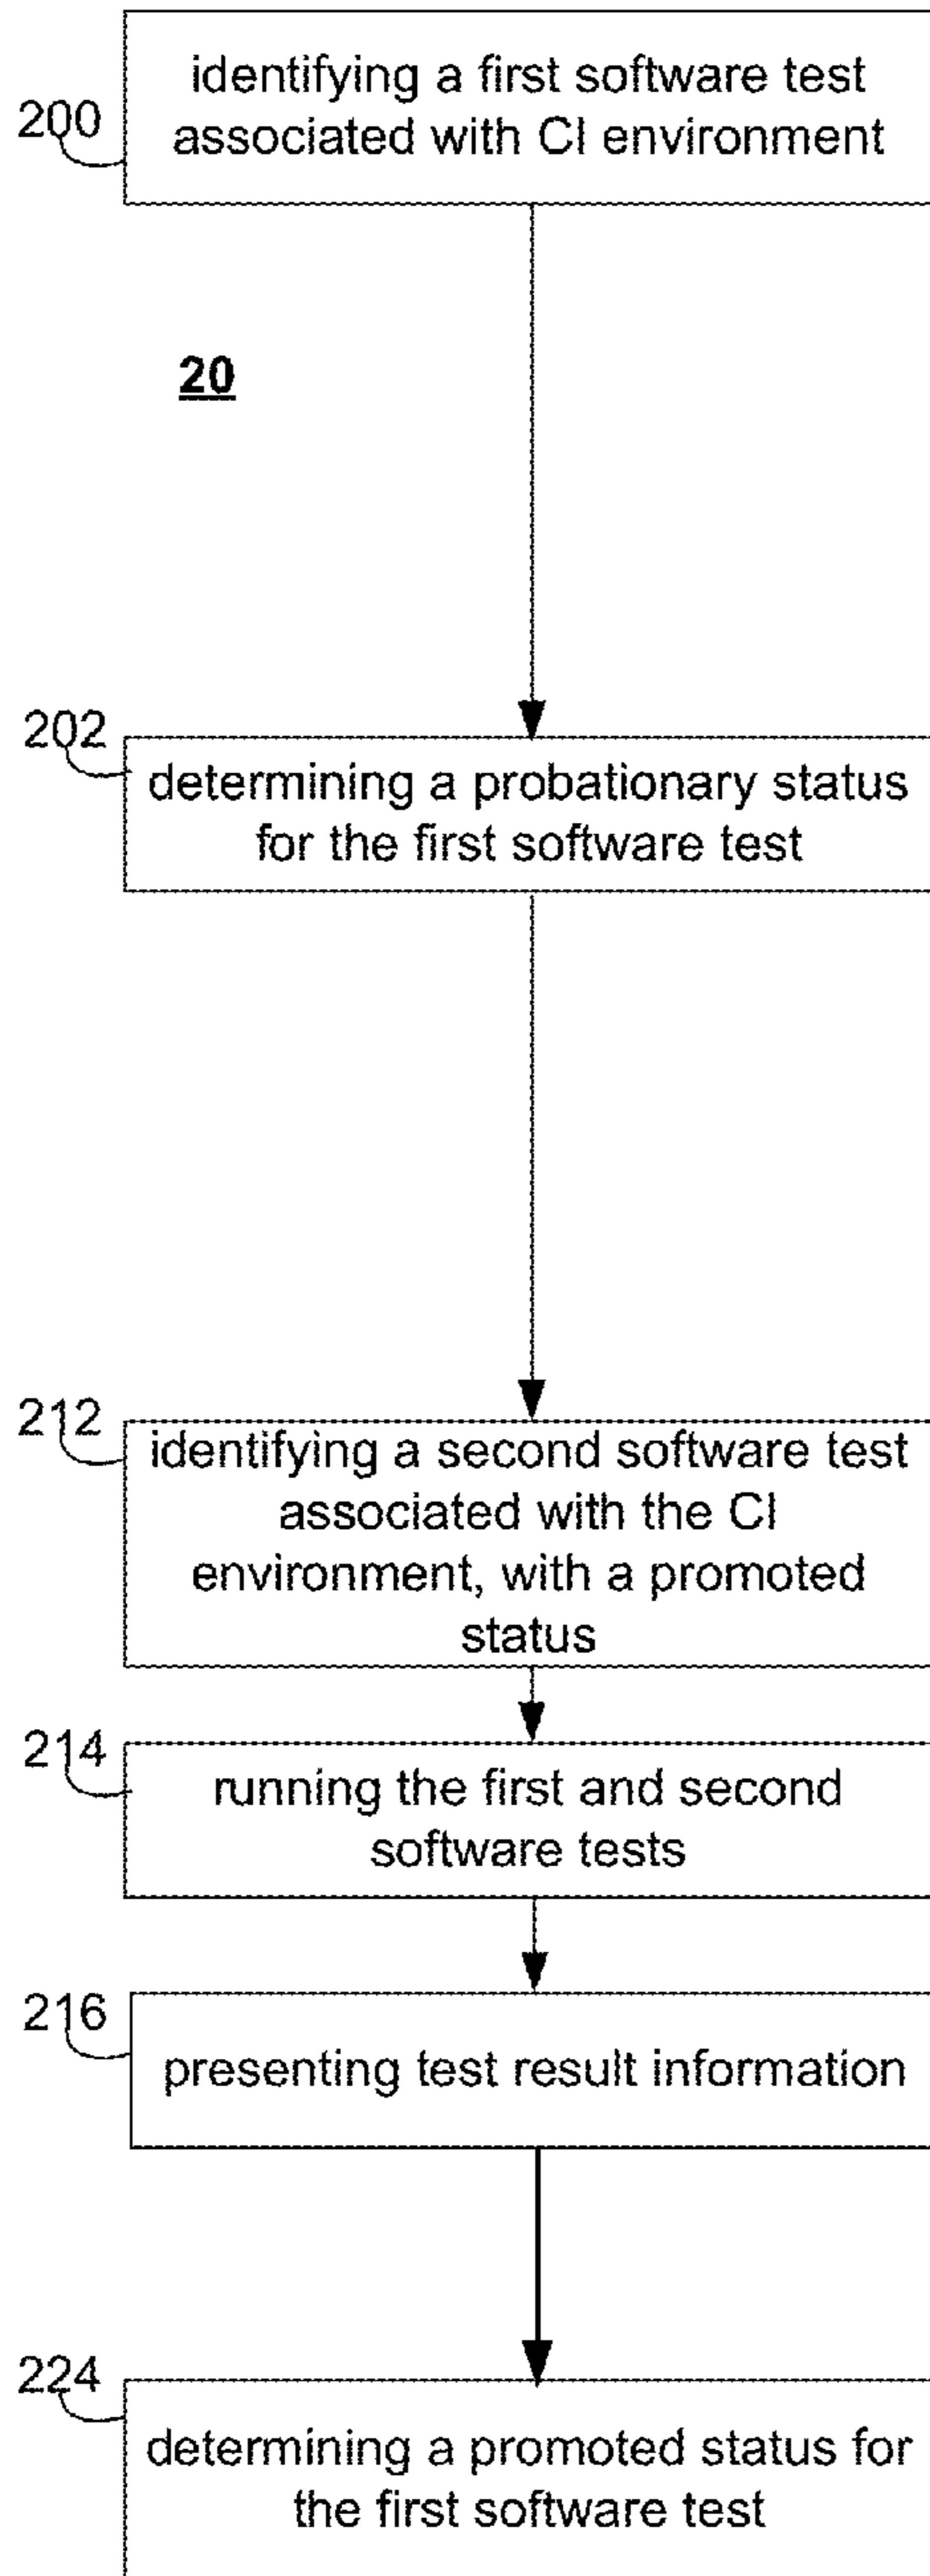 identifying a first software test
200
associated with CI environment
20
202
determining a probationary status
for the first software test
212
identifying a second software test
associated with the CI
environment, with a promoted
status
214
running the first and second
software tests
216
presenting test result information
224
determining a promoted status for
the first software test